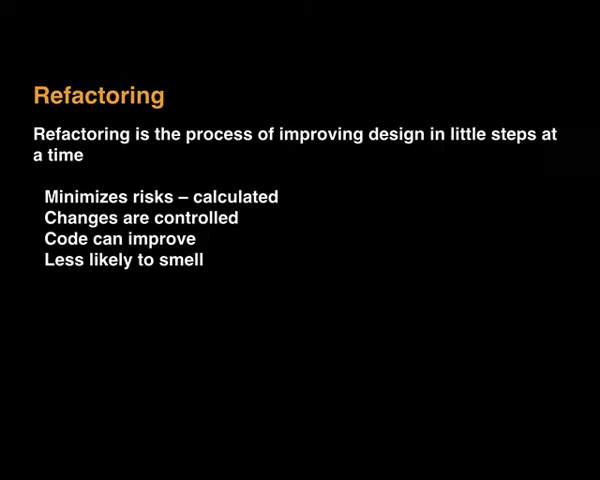 Refactoring
Refactoring is the process of improving design in little steps at
a time
Minimizes risks – calculated
Changes are controlled
Code can improve
Less likely to smell